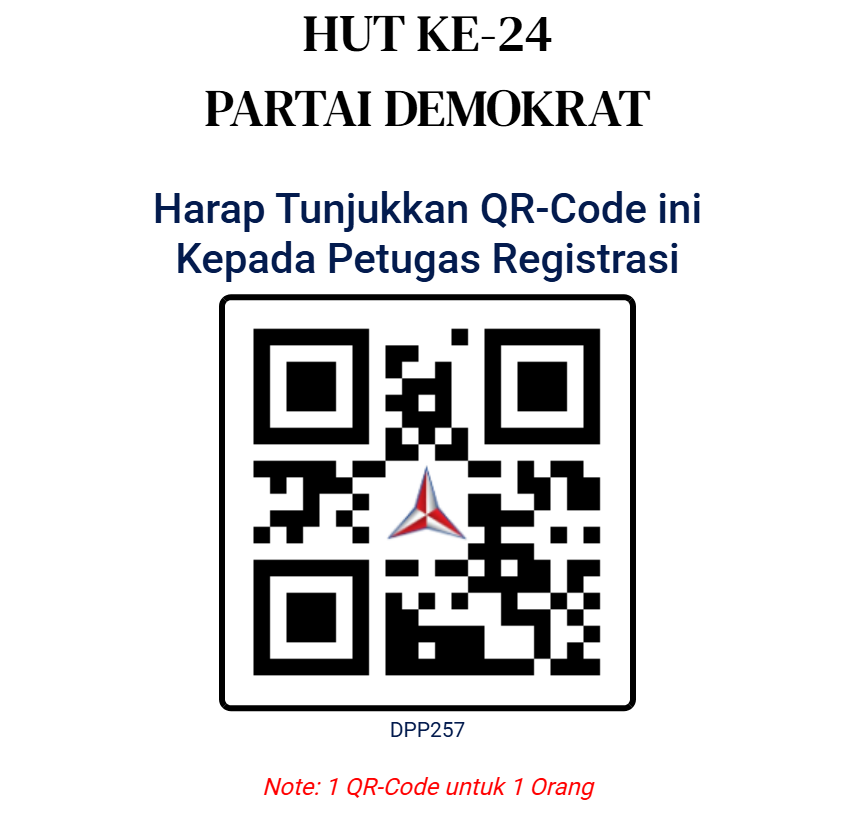 HUT KE-24
PARTAI DEMOKRAT
Harap Tunjukkan QR-Code ini
Kepada Petugas Registrasi
DPP257
Note: 1 QR-Code untuk 1 Orang